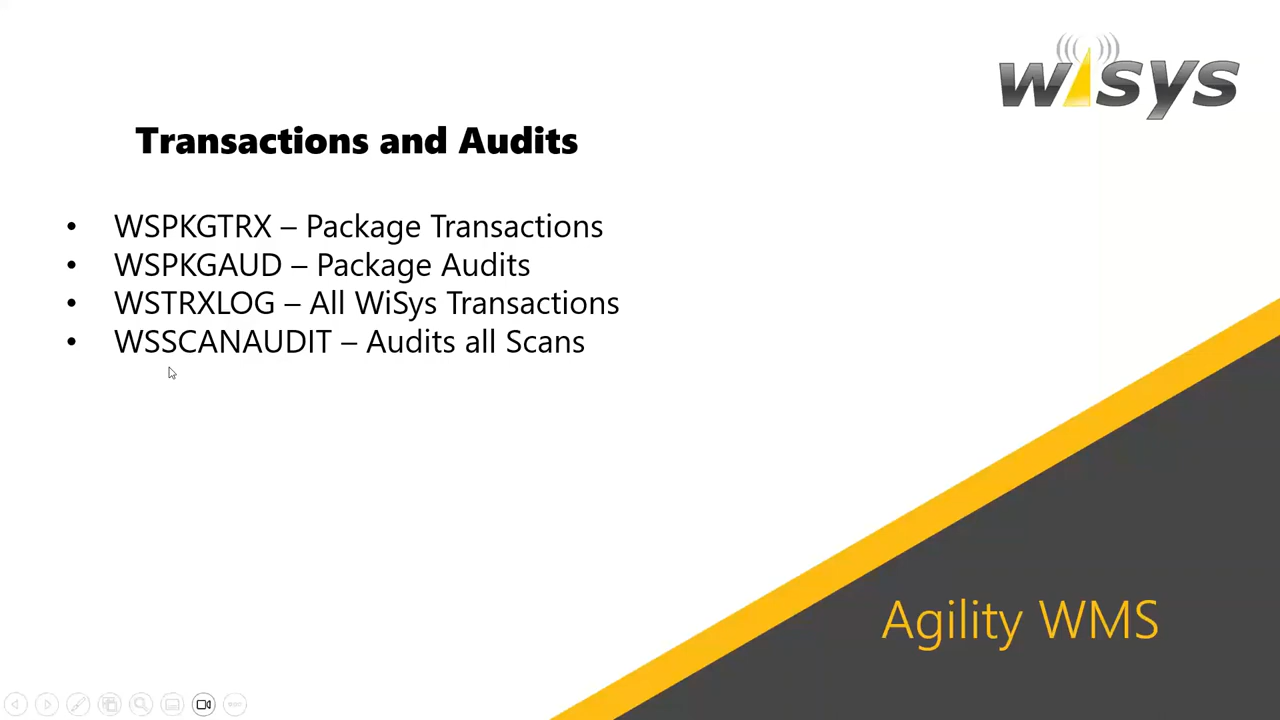 wisys
Transactions and Audits
• WSPKGTRX – Package Transactions
• WSPKGAUD – Package Audits
• WSTRXLOG – All WiSys Transactions
• WSSCANAUDIT – Audits all Scans
Agility WMS